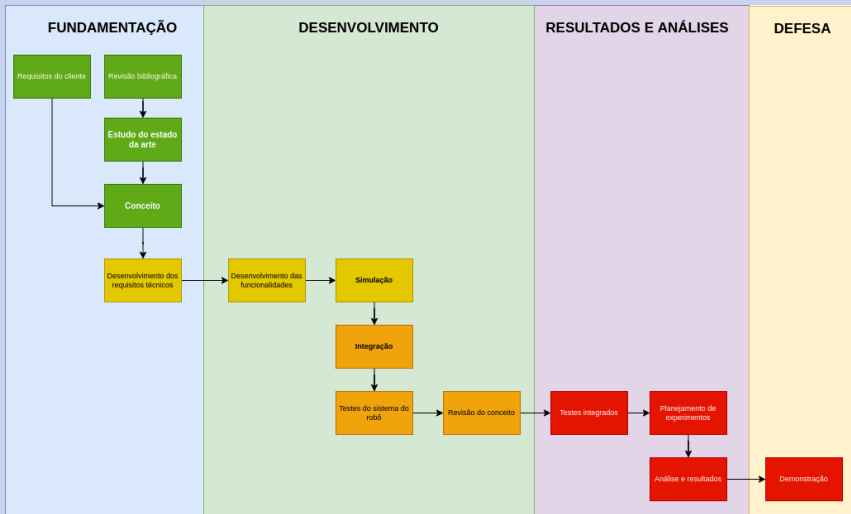 FUNDAMENTAÇÃO
DESENVOLVIMENTO
RESULTADOS E ANÁLISES
DEFESA
Requisitos do cliente
Revisão bibliográfica
Estudo do estado
da arte
Conceito
Desenvolvimento dos
requisitos técnicos
Desenvolvimento das
funcionalidades
Simulação
Integração
Testes do sistema do
robô
Revisão do conceito
Testes integrados
Planejamento de
experimentos
Análise e resultados
Demonstração